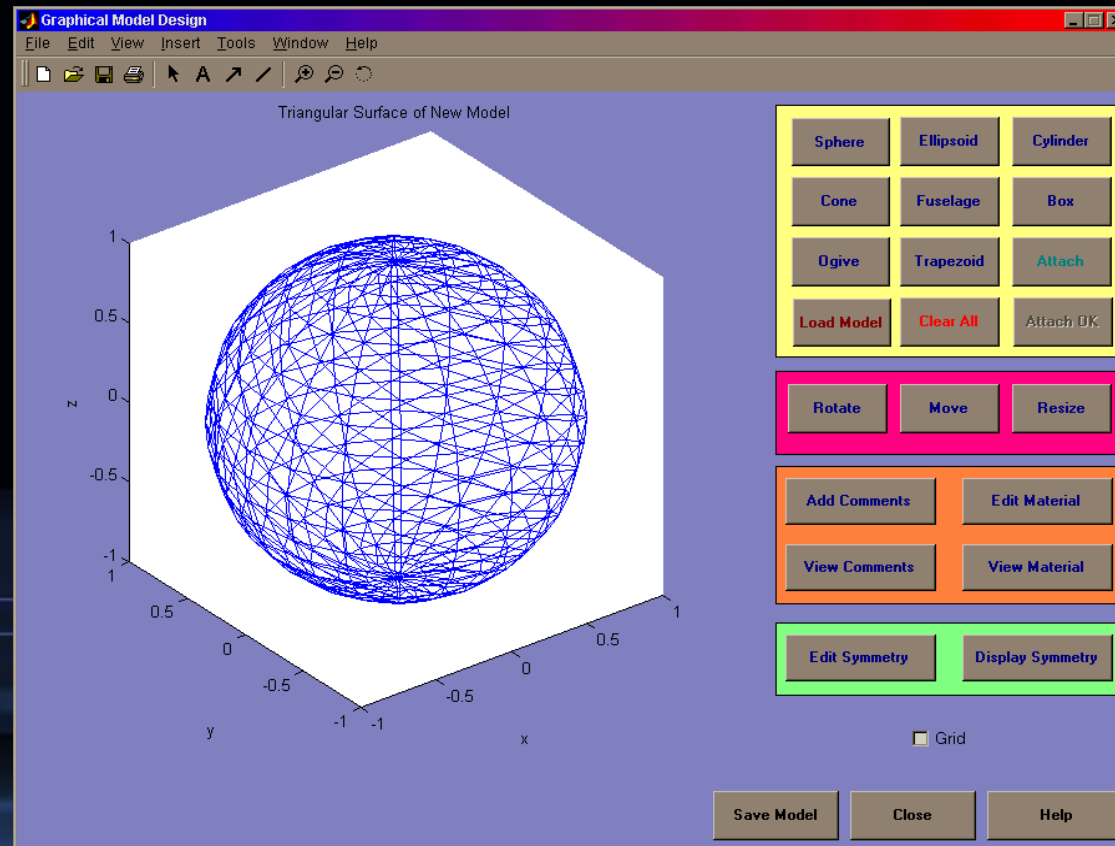 Graphical Model Design
File Edit View Insert Tools Window Help
A
Triangular Surface of New Model
1
0.5
0
-0.5
-1
z
1
0.5
0
-0.5
-1
y
-1
-0.5
0
0.5
1
x
Sphere Ellipsoid Cylinder
Cone Fuselage Box
Ogive Trapezoid Attach
Load Model Clear All Attach OK
Rotate Move Resize
Add Comments Edit Material
View Comments View Material
Edit Symmetry Display Symmetry
Grid
Save Model Close Help